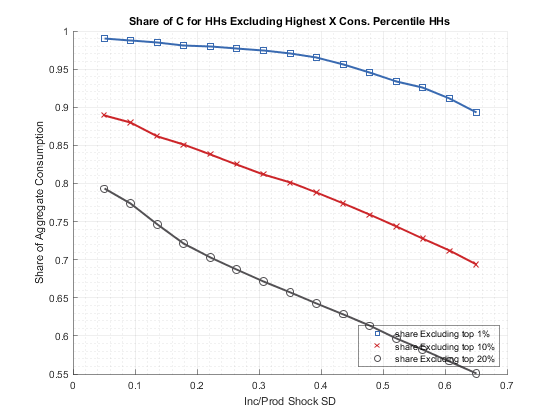 Share of C for HHs Excluding Highest X Cons. Percentile HHs
Share of Aggregate Consumption
1
0.95
0.9
0.85
0.8
0.75
0.7
0.65
0.6
0.55
share Excluding top 1%
share Excluding top 10%
share Excluding top 20%
0 0.1 0.2 0.3 0.4 0.5 0.6 0.7
Inc/Prod Shock SD